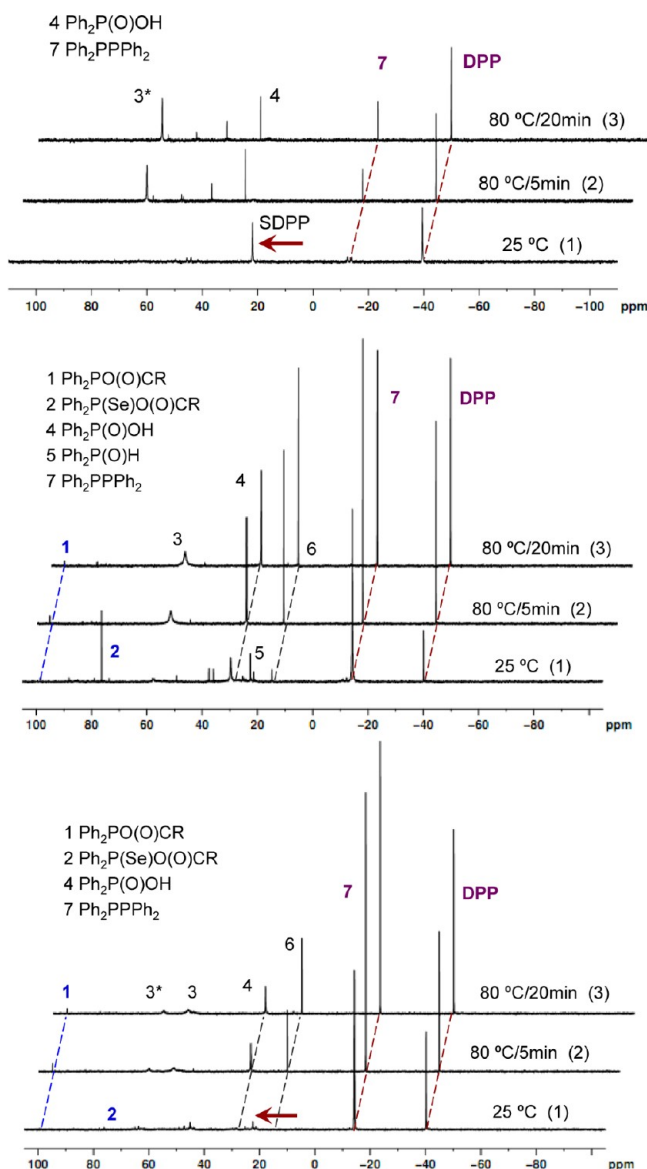 4 Ph₂P(O)OH
7 Ph₂PPPh₂
7
DPP
3*
4
80 ºC/20min (3)
80 ºC/5min (2)
SDPP
25 ºC (1)
100 80 60 40 20 0 −20 −40 −60 −80 −100 ppm
1 Ph₂PO(O)CR
2 Ph₂P(Se)O(O)CR
4 Ph₂P(O)OH
5 Ph₂P(O)H
7 Ph₂PPPh₂
7
DPP
4
1
3
6
80 ºC/20min (3)
80 ºC/5min (2)
2
5
25 ºC (1)
100 80 60 40 20 0 −20 −40 −60 −80 ppm
1 Ph₂PO(O)CR
2 Ph₂P(Se)O(O)CR
4 Ph₂P(O)OH
7 Ph₂PPPh₂
7
DPP
6
1
3*
3
4
80 ºC/20min (3)
80 ºC/5min (2)
2
25 ºC (1)
100 80 60 40 20 0 −20 −40 −60 −80 ppm